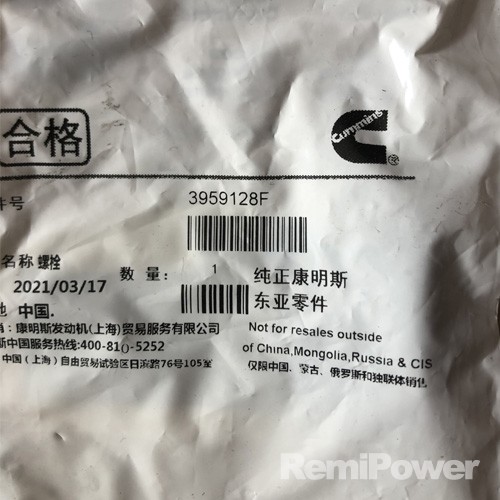 合格
Cummins
®
件号 3959128F
名称 螺栓
数量: 1 纯正康明斯
2021/03/17
东亚零件
地 中国.
: 康明斯发动机(上海)贸易服务有限公司
Not for resales outside
斯中国服务热线:400-81()-5252
of China,Mongolia,Russia & CIS
中国(上海)自由贸易试验区日滨路76号105室
仅限中国、蒙古、俄罗斯和独联体销售
RemiPower